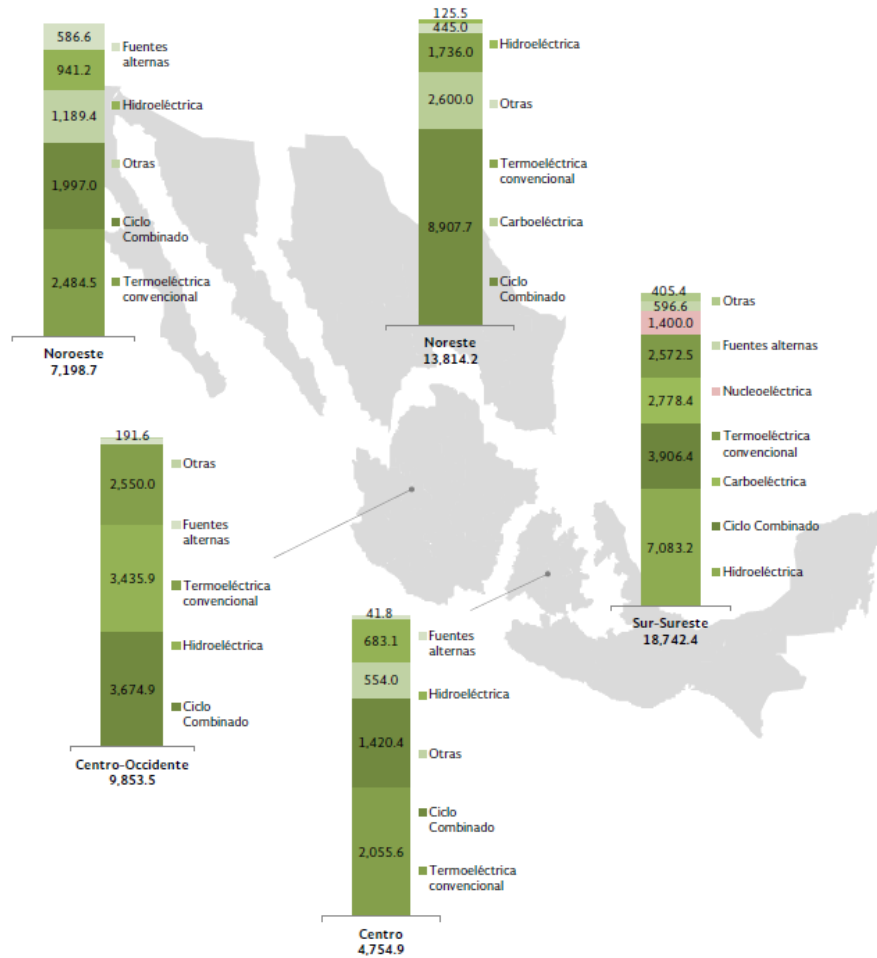 586.6
941.2
1,189.4
1,997.0
2,484.5
Fuentes
alternas
Hidroeléctrica
Otras
Ciclo
Combinado
Termoeléctrica
convencional
Noroeste
7,198.7
125.5
445.0
1,736.0
2,600.0
8,907.7
Hidroeléctrica
Otras
Termoeléctrica
convencional
Carboeléctrica
Ciclo
Combinado
Noreste
13,814.2
405.4
596.6
1,400.0
2,572.5
2,778.4
3,906.4
7,083.2
Otras
Fuentes alternas
Nucleoeléctrica
Termoeléctrica
convencional
Carboeléctrica
Ciclo Combinado
Hidroeléctrica
Sur-Sureste
18,742.4
191.6
2,550.0
3,435.9
3,674.9
Otras
Fuentes
alternas
Termoeléctrica
convencional
Hidroeléctrica
Ciclo
Combinado
Centro-Occidente
9,853.5
41.8
683.1
554.0
1,420.4
2,055.6
Fuentes
alternas
Hidroeléctrica
Otras
Ciclo
Combinado
Termoeléctrica
convencional
Centro
4,754.9